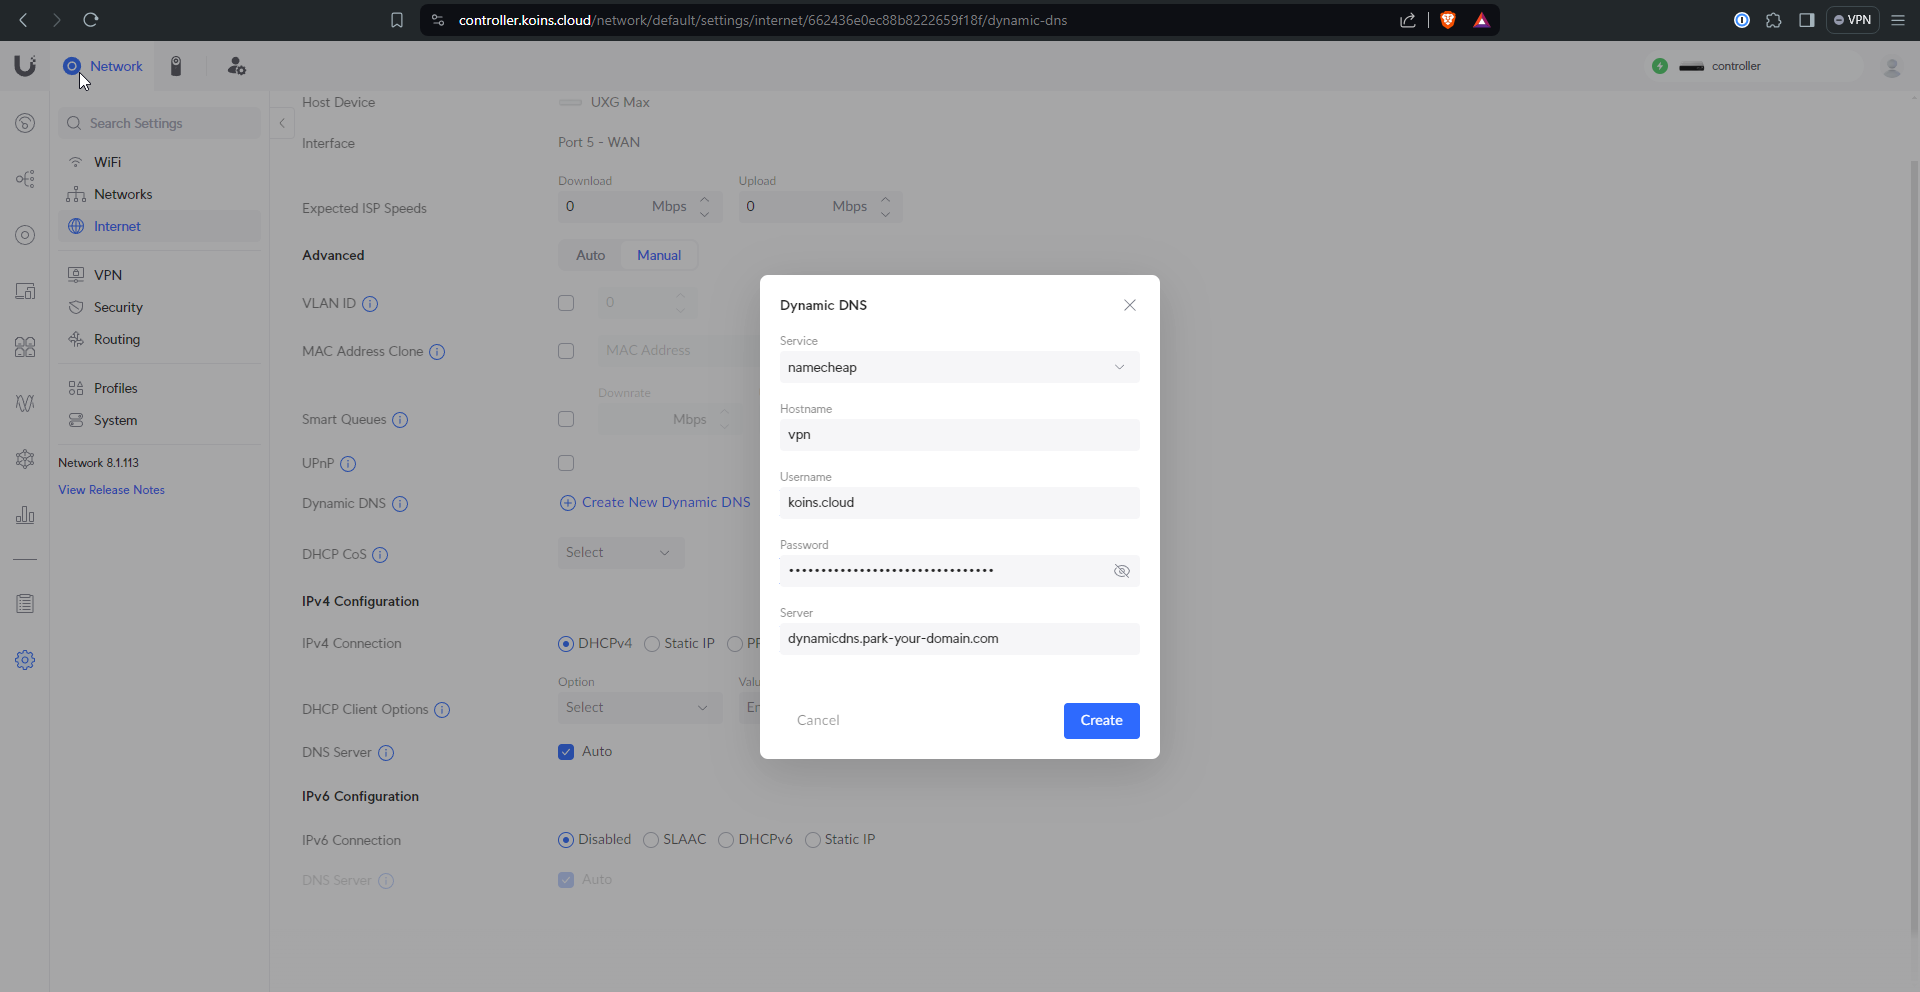 controller.koins.cloud/network/default/settings/internet/662436e0ec88b8222659f18f/dynamic-dns
VPN
Network
controller
Search Settings
WiFi
Networks
Internet
VPN
Security
Routing
Profiles
System
Network 8.1.113
View Release Notes
Host Device
UXG Max
Interface
Port 5 - WAN
Download
Upload
Expected ISP Speeds
0 Mbps
0 Mbps
Advanced
Auto
Manual
VLAN ID
0
MAC Address Clone
MAC Address
Downrate
Smart Queues
Mbps
UPnP
Dynamic DNS
Create New Dynamic DNS
DHCP CoS
Select
IPv4 Configuration
IPv4 Connection
DHCPv4
Static IP
Option
DHCP Client Options
Select
DNS Server
Auto
IPv6 Configuration
IPv6 Connection
Disabled
SLAAC
DHCPv6
Static IP
DNS Server
Auto
Dynamic DNS
Service
namecheap
Hostname
vpn
Username
koins.cloud
Password
Server
dynamicdns.park-your-domain.com
Cancel
Create